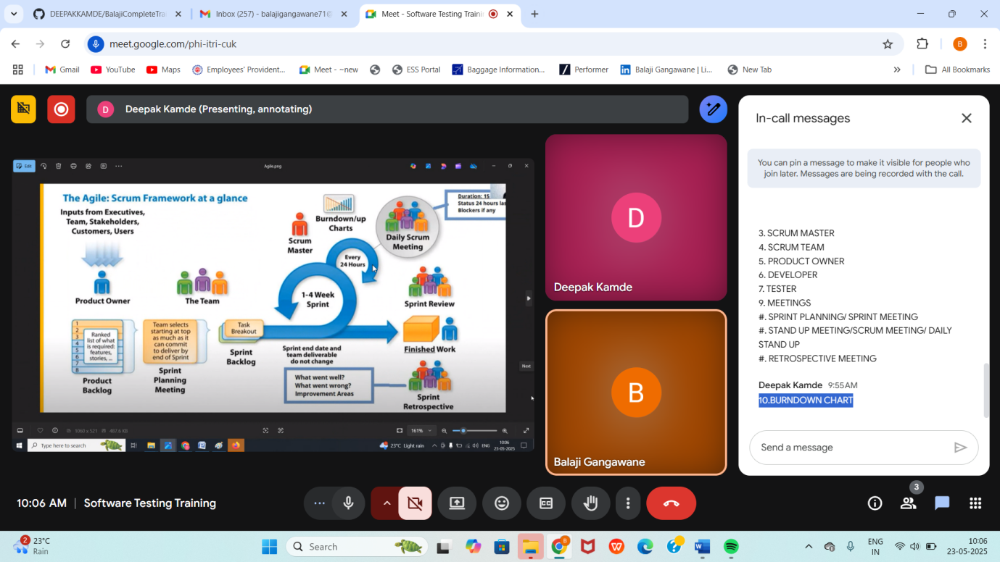 DEEPAKKAMDE/BalajiCompleteTra
Inbox (257) - balajigangawane71@
Meet - Software Testing Traini
meet.google.com/phi-itri-cuk
B
Gmail
YouTube
Maps
Employees' Provident...
Meet - ~new
ESS Portal
Baggage Information...
Performer
Balaji Gangawane | Li...
New Tab
All Bookmarks
D
Deepak Kamde (Presenting, annotating)
Edit
Agile.png
The Agile: Scrum Framework at a glance
Inputs from Executives,
Team, Stakeholders,
Customers, Users
Product Owner
The Team
Scrum
Master
Burndown/up
Charts
Daily Scrum
Meeting
Duration: 15
Status 24 hours las
Blockers if any
Every
24 Hours
1-4 Week
Sprint
Sprint Review
1
2
3
4
5
6
7
8
Ranked
list of what
is required:
features,
stories, ...
Product
Backlog
Team selects
starting at top
as much as it
can commit
to deliver by
end of Sprint
Sprint
Planning
Meeting
Task
Breakout
Sprint
Backlog
Sprint end date and
team deliverable
do not change
Finished Work
What went well?
What went wrong?
Improvement Areas
Sprint
Retrospective
Next
1060 x 521
487.6 KB
161%
Type here to search
23°C Light rain
ENG
10:06
23-05-2025
D
Deepak Kamde
B
Balaji Gangawane
In-call messages
You can pin a message to make it visible for people who
join later. Messages are being recorded with the call.
3. SCRUM MASTER
4. SCRUM TEAM
5. PRODUCT OWNER
6. DEVELOPER
7. TESTER
9. MEETINGS
#. SPRINT PLANNING/ SPRINT MEETING
#. STAND UP MEETING/SCRUM MEETING/ DAILY
STAND UP
#. RETROSPECTIVE MEETING
Deepak Kamde 9:55 AM
10.BURNDOWN CHART
Send a message
10:06 AM | Software Testing Training
3
2
23°C
Rain
Search
B
ENG
IN
10:06
23-05-2025